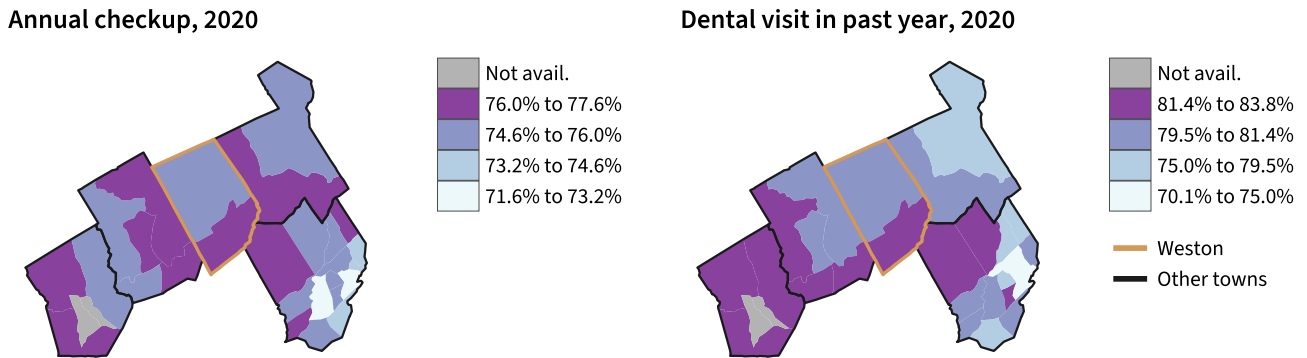 Annual checkup, 2020
Not avail.
76.0% to 77.6%
74.6% to 76.0%
73.2% to 74.6%
71.6% to 73.2%
Dental visit in past year, 2020
Not avail.
81.4% to 83.8%
79.5% to 81.4%
75.0% to 79.5%
70.1% to 75.0%
Weston
Other towns